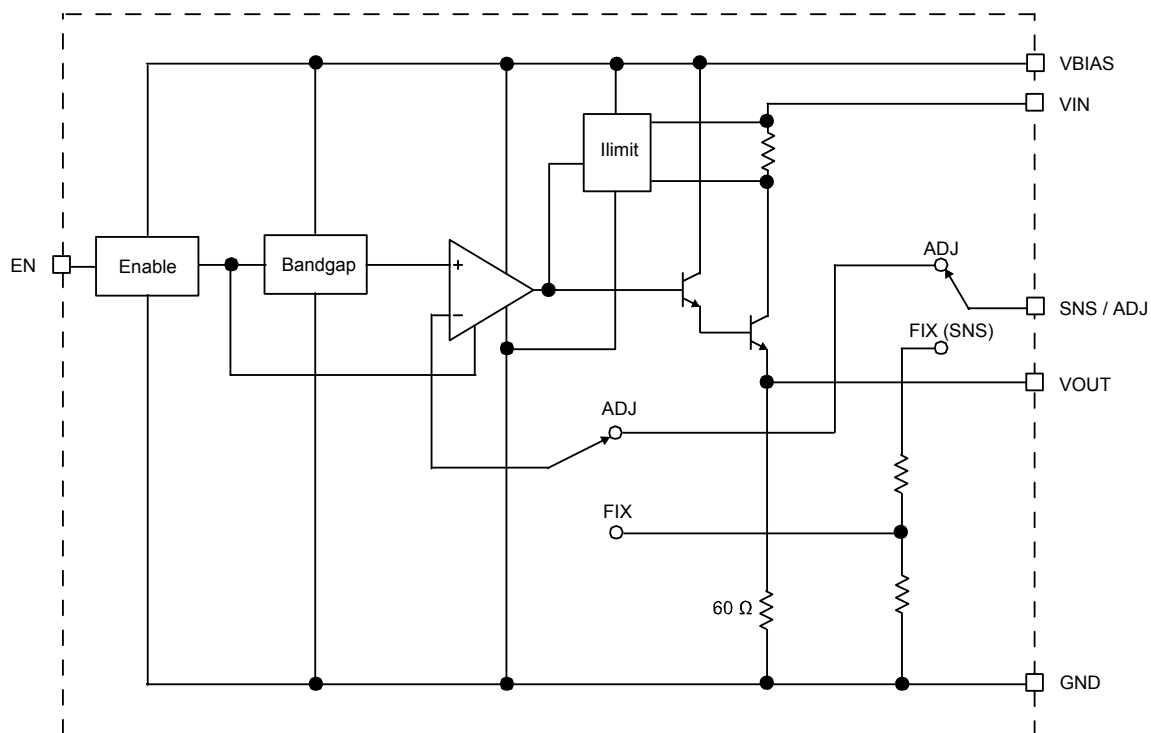 VBIAS
VIN
Ilimit
EN
Enable
Bandgap
+
−
ADJ
SNS / ADJ
FIX (SNS)
VOUT
ADJ
FIX
60 Ω
GND